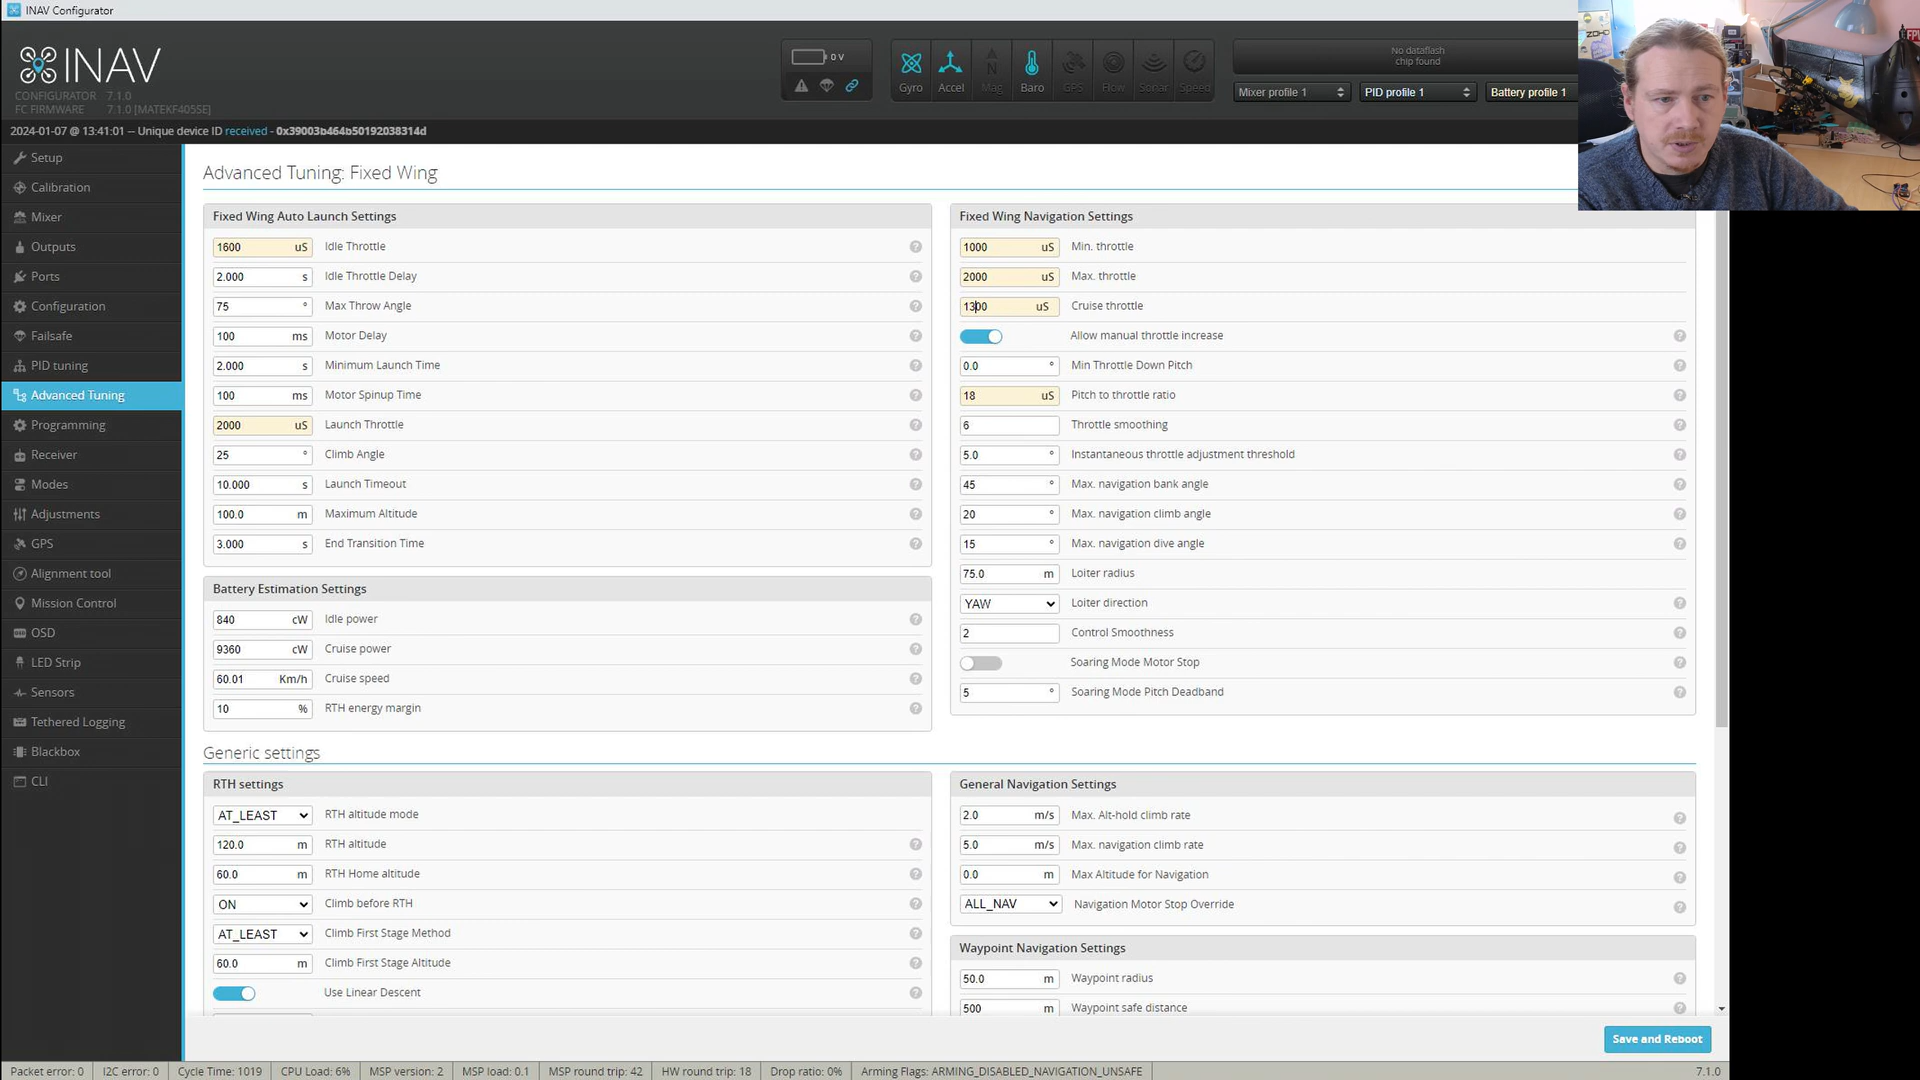 INAV Configurator
INAV
CONFIGURATOR 7.1.0
FC FIRMWARE 7.1.0 [MATEKF405SE]
0 V
Gyro
Accel
Mag
Baro
GPS
Flow
Sonar
Speed
No dataflash
chip found
Mixer profile 1
PID profile 1
Battery profile 1
2024-01-07 @ 13:41:01 -- Unique device ID received - 0x39003b464b50192038314d
Setup
Calibration
Mixer
Outputs
Ports
Configuration
Failsafe
PID tuning
Advanced Tuning
Programming
Receiver
Modes
Adjustments
GPS
Alignment tool
Mission Control
OSD
LED Strip
Sensors
Tethered Logging
Blackbox
CLI
Advanced Tuning: Fixed Wing
Fixed Wing Auto Launch Settings
1600 uS Idle Throttle
2.000 s Idle Throttle Delay
75 ° Max Throw Angle
100 ms Motor Delay
2.000 s Minimum Launch Time
100 ms Motor Spinup Time
2000 uS Launch Throttle
25 ° Climb Angle
10.000 s Launch Timeout
100.0 m Maximum Altitude
3.000 s End Transition Time
Battery Estimation Settings
840 cW Idle power
9360 cW Cruise power
60.01 Km/h Cruise speed
10 % RTH energy margin
Fixed Wing Navigation Settings
1000 uS Min. throttle
2000 uS Max. throttle
1300 uS Cruise throttle
Allow manual throttle increase
0.0 ° Min Throttle Down Pitch
18 uS Pitch to throttle ratio
6 Throttle smoothing
5.0 ° Instantaneous throttle adjustment threshold
45 ° Max. navigation bank angle
20 ° Max. navigation climb angle
15 ° Max. navigation dive angle
75.0 m Loiter radius
YAW Loiter direction
2 Control Smoothness
Soaring Mode Motor Stop
5 ° Soaring Mode Pitch Deadband
Generic settings
RTH settings
AT_LEAST RTH altitude mode
120.0 m RTH altitude
60.0 m RTH Home altitude
ON Climb before RTH
AT_LEAST Climb First Stage Method
60.0 m Climb First Stage Altitude
Use Linear Descent
General Navigation Settings
2.0 m/s Max. Alt-hold climb rate
5.0 m/s Max. navigation climb rate
0.0 m Max Altitude for Navigation
ALL_NAV Navigation Motor Stop Override
Waypoint Navigation Settings
50.0 m Waypoint radius
500 m Waypoint safe distance
Save and Reboot
Packet error: 0
I2C error: 0
Cycle Time: 1019
CPU Load: 6%
MSP version: 2
MSP load: 0.1
MSP round trip: 42
HW round trip: 18
Drop ratio: 0%
Arming Flags: ARMING_DISABLED_NAVIGATION_UNSAFE
7.1.0